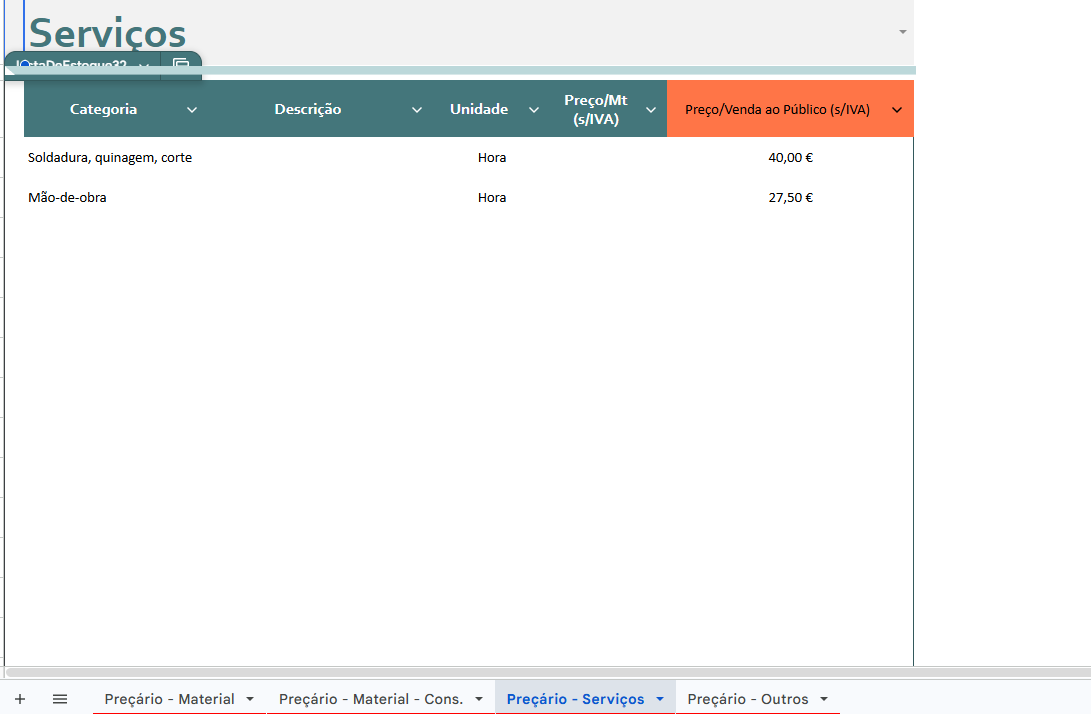 Serviços
ListaDeEstoque32
Categoria Descrição Unidade Preço/Mt (s/IVA) Preço/Venda ao Público (s/IVA)
Soldadura, quinagem, corte Hora 40,00 €
Mão-de-obra Hora 27,50 €
Preçário - Material Preçário - Material - Cons. Preçário - Serviços Preçário - Outros